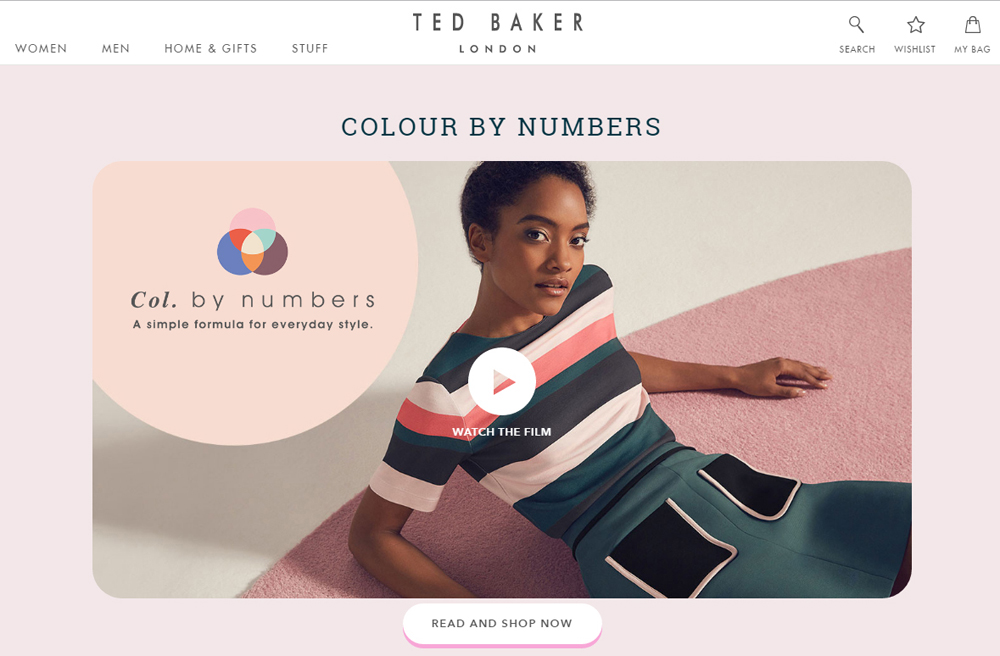 TED BAKER
LONDON
WOMEN
MEN
HOME & GIFTS
STUFF
SEARCH
WISHLIST
MY BAG
COLOUR BY NUMBERS
Col. by numbers
A simple formula for everyday style.
WATCH THE FILM
READ AND SHOP NOW